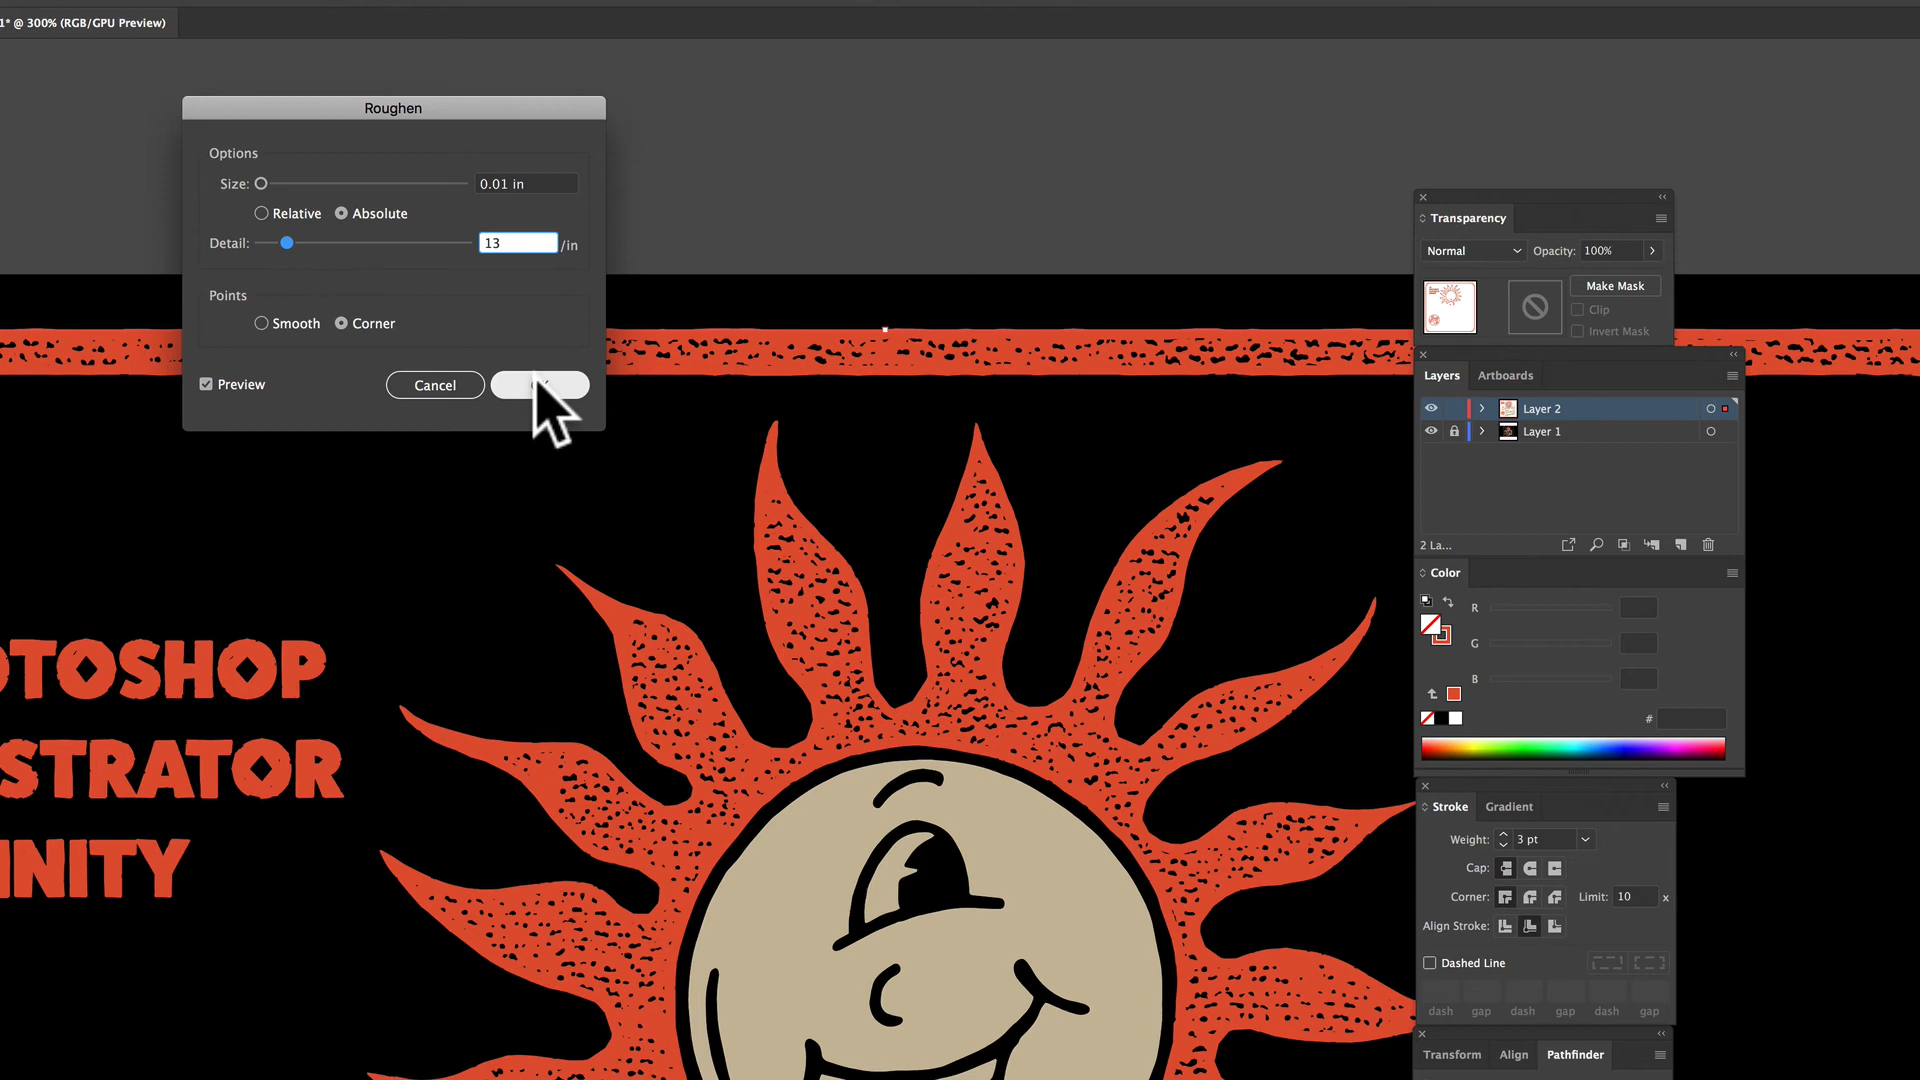 1* @ 300% (RGB/GPU Preview)
Roughen
Options
Size:
0.01 in
Relative
Absolute
Detail:
13
/in
Points
Smooth
Corner
Preview
Cancel
Transparency
Normal
Opacity:
100%
Make Mask
Clip
Invert Mask
Layers
Artboards
Layer 2
Layer 1
2 La...
Color
R
G
B
#
Stroke
Gradient
Weight:
3 pt
Cap:
Corner:
Limit:
10
x
Align Stroke:
Dashed Line
dash gap dash gap dash gap
Transform
Align
Pathfinder
OTOSHOP
STRATOR
INITY